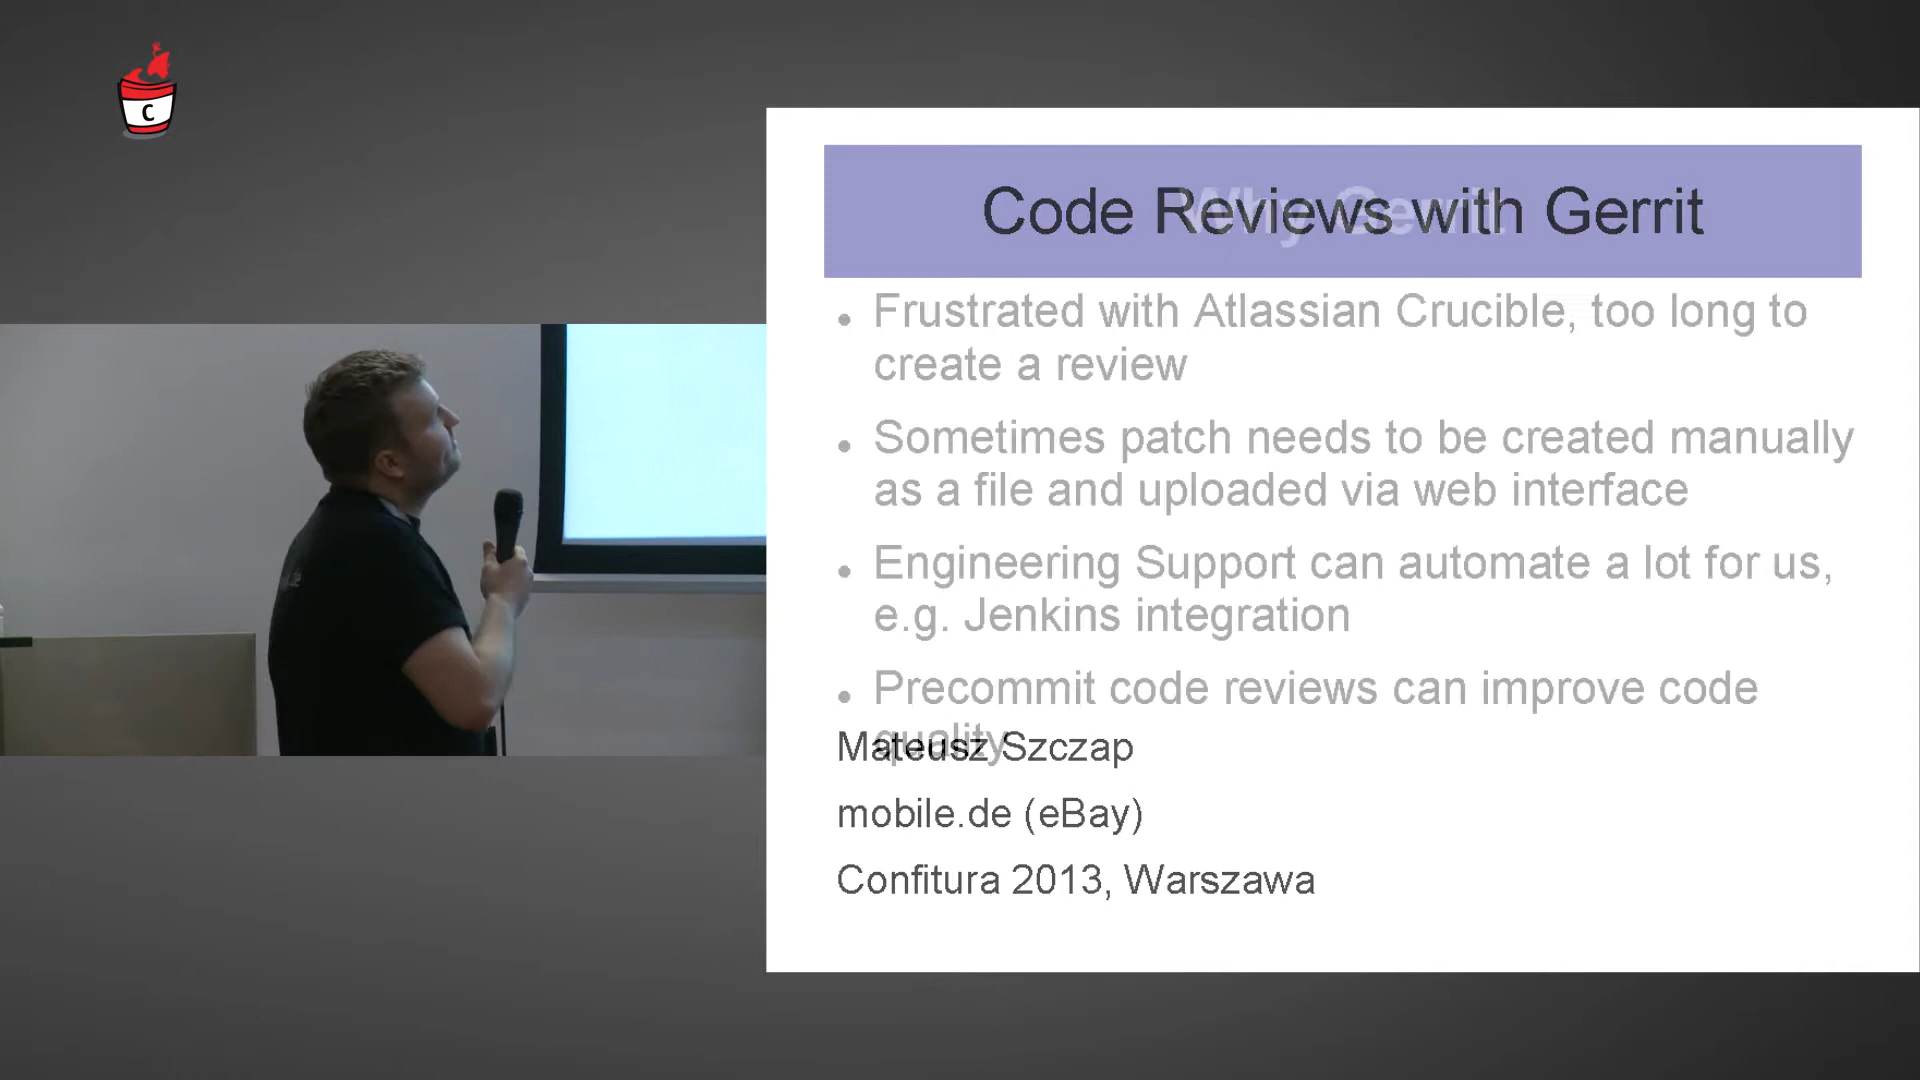 C
Code Reviews with Gerrit
Why Gerrit
Frustrated with Atlassian Crucible, too long to
create a review
Sometimes patch needs to be created manually
as a file and uploaded via web interface
Engineering Support can automate a lot for us,
e.g. Jenkins integration
Precommit code reviews can improve code
quality
Mateusz Szczap
mobile.de (eBay)
Confitura 2013, Warszawa